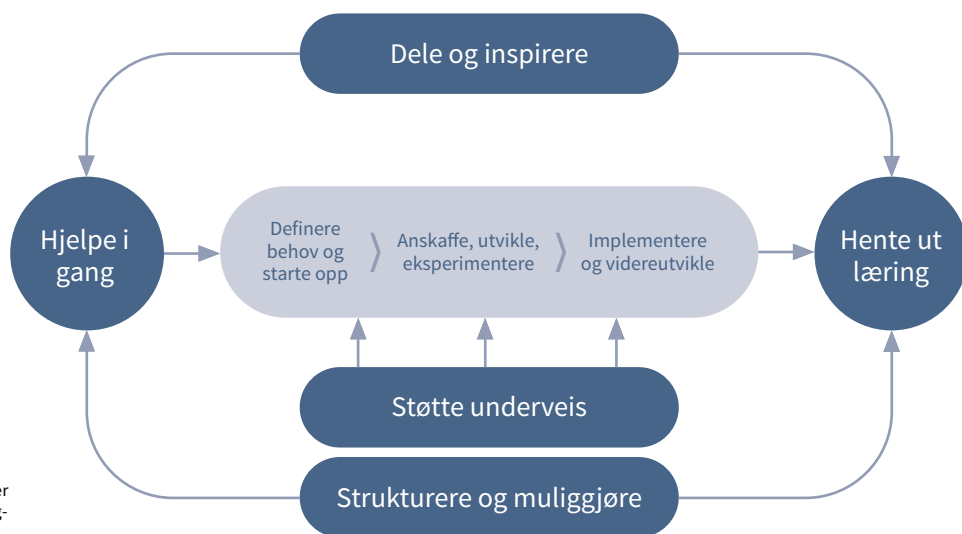 Dele og inspirere
Hjelpe i
gang
Definere
behov og
starte opp
Anskaffe, utvikle,
eksperimentere
Implementere
og videreutvikle
Hente ut
læring
Støtte underveis
Strukturere og muliggjøre